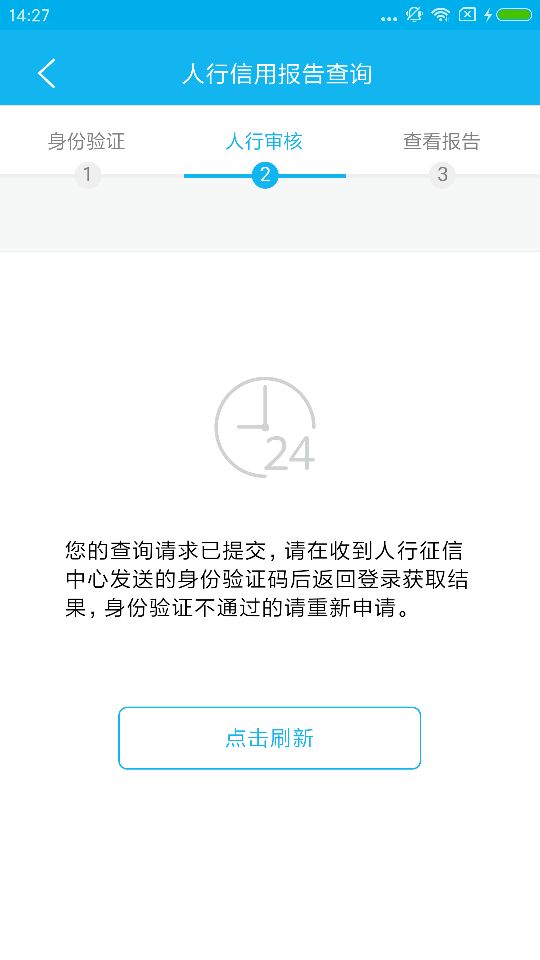 14:27
人行信用报告查询
身份验证
人行审核
查看报告
1
2
3
24
您的查询请求已提交，请在收到人行征信
中心发送的身份验证码后返回登录获取结
果，身份验证不通过的请重新申请。
点击刷新